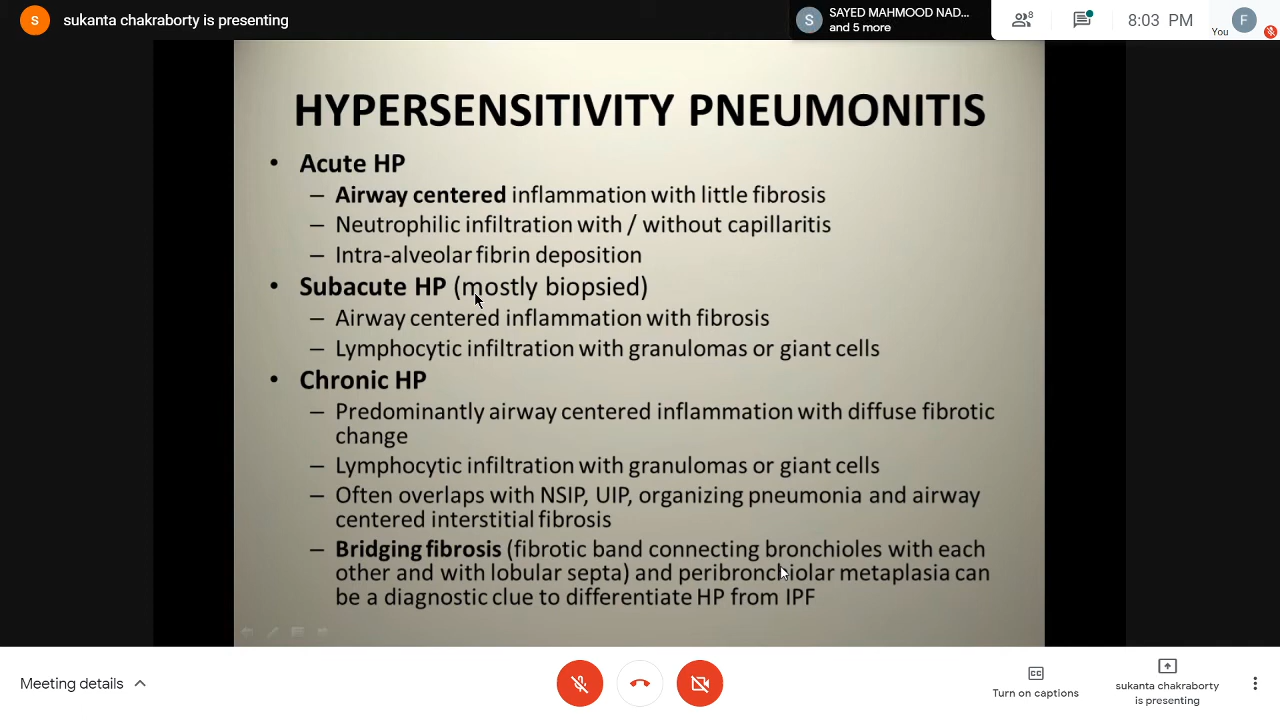 S
sukanta chakraborty is presenting
S
SAYED MAHMOOD NAD...
and 5 more
8
8:03 PM
You
F
HYPERSENSITIVITY PNEUMONITIS
• Acute HP
– Airway centered inflammation with little fibrosis
– Neutrophilic infiltration with / without capillaritis
– Intra-alveolar fibrin deposition
• Subacute HP (mostly biopsied)
– Airway centered inflammation with fibrosis
– Lymphocytic infiltration with granulomas or giant cells
• Chronic HP
– Predominantly airway centered inflammation with diffuse fibrotic
change
– Lymphocytic infiltration with granulomas or giant cells
– Often overlaps with NSIP, UIP, organizing pneumonia and airway
centered interstitial fibrosis
– Bridging fibrosis (fibrotic band connecting bronchioles with each
other and with lobular septa) and peribronchiolar metaplasia can
be a diagnostic clue to differentiate HP from IPF
Meeting details
CC
Turn on captions
sukanta chakraborty
is presenting